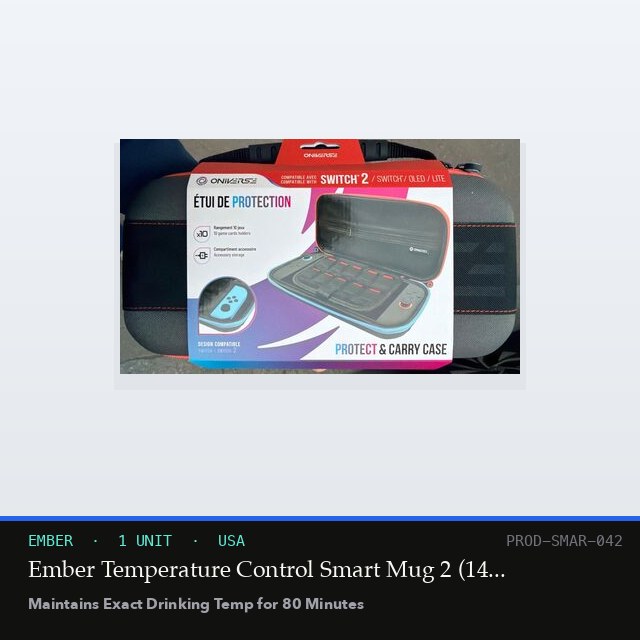 ONIVERSE
ONIVERSE
COMPATIBLE AVEC
COMPATIBLE WITH
SWITCH 2 / SWITCH / OLED / LITE
ÉTUI DE PROTECTION
x10
Rangement 10 jeux
10 game cards holders
Compartiment accessoire
Accessory storage
DESIGN COMPATIBLE
PROTECT & CARRY CASE
EMBER · 1 UNIT · USA
PROD-SMAR-042
Ember Temperature Control Smart Mug 2 (14...
Maintains Exact Drinking Temp for 80 Minutes